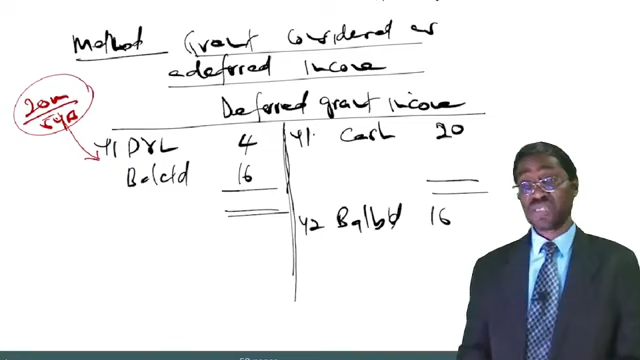 Method Grant Considered as
a deferred income
Deferred grant income
20m
5yrs
Y1 P&L 4 Y1. Cash 20
Bal c/d 16
Y2 Bal b/d 16